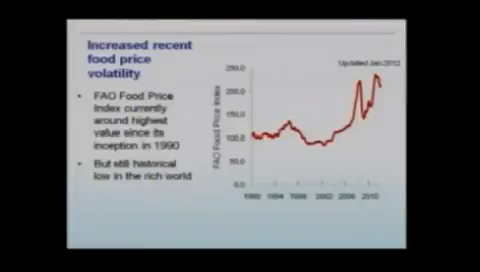 Increased recent
food price
volatility
• FAO Food Price
Index currently
around highest
value since its
inception in 1990
• But still historical
low in the rich world
Updated Jan 2012
FAO Food Price Index
250.0
200.0
150.0
100.0
50.0
0.0
1990 1994 1998 2002 2006 2010